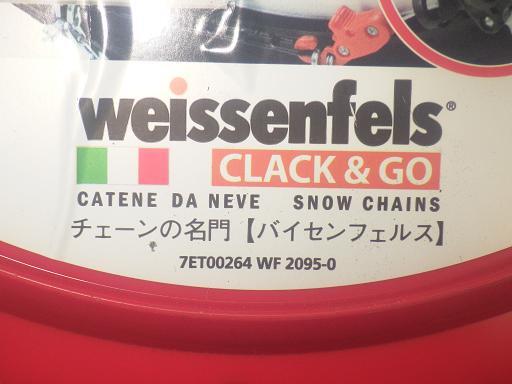 weissenfels®
CLACK & GO
CATENE DA NEVE SNOW CHAINS
チェーンの名門【バイセンフェルス】
7ET00264 WF 2095-0